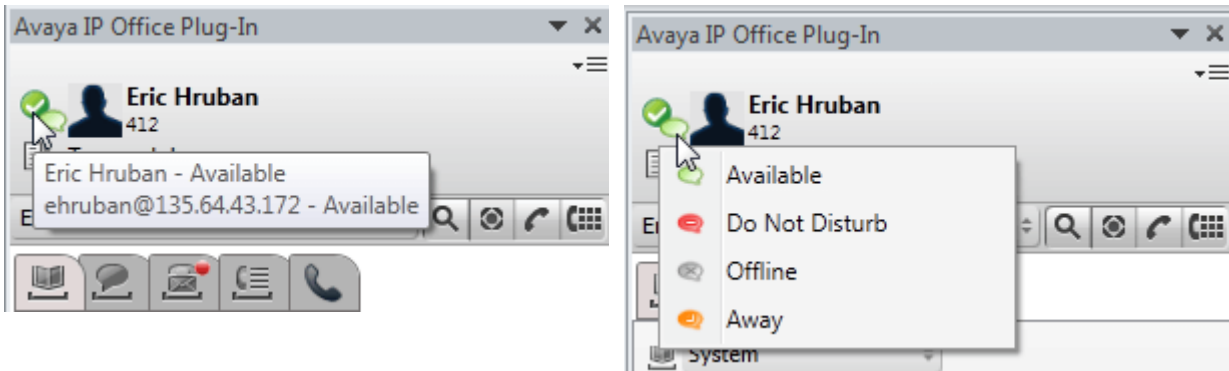 Avaya IP Office Plug-In
Eric Hruban
412
Eric Hruban - Available
ehruban@135.64.43.172 - Available
Avaya IP Office Plug-In
Eric Hruban
412
Available
Do Not Disturb
Offline
Away
System